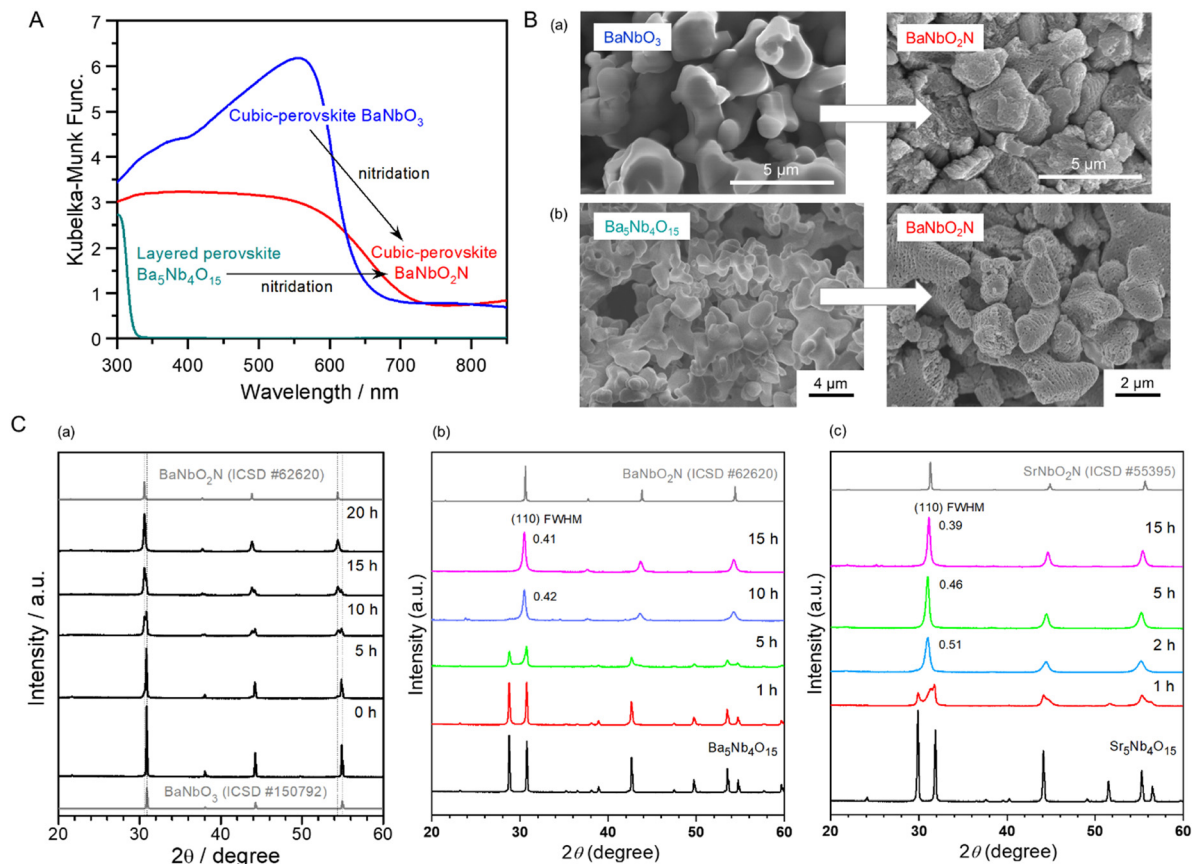 A
Kubelka-Munk Func.
7
6
5
4
3
2
1
0
Cubic-perovskite BaNbO₃
nitridation
Layered perovskite
Ba₅Nb₄O₁₅
nitridation
Cubic-perovskite
BaNbO₂N
300 400 500 600 700 800
Wavelength / nm
B
(a)
BaNbO₃
5 µm
BaNbO₂N
5 µm
(b)
Ba₅Nb₄O₁₅
4 µm
BaNbO₂N
2 µm
C
(a)
Intensity / a.u.
BaNbO₂N (ICSD #62620)
20 h
15 h
10 h
5 h
0 h
BaNbO₃ (ICSD #150792)
20 30 40 50 60
2θ / degree
(b)
Intensity (a.u.)
BaNbO₂N (ICSD #62620)
(110) FWHM
0.41
15 h
0.42
10 h
5 h
1 h
Ba₅Nb₄O₁₅
20 30 40 50 60
2θ (degree)
(c)
Intensity (a.u.)
SrNbO₂N (ICSD #55395)
(110) FWHM
0.39
15 h
0.46
5 h
0.51
2 h
1 h
Sr₅Nb₄O₁₅
20 30 40 50 60
2θ (degree)